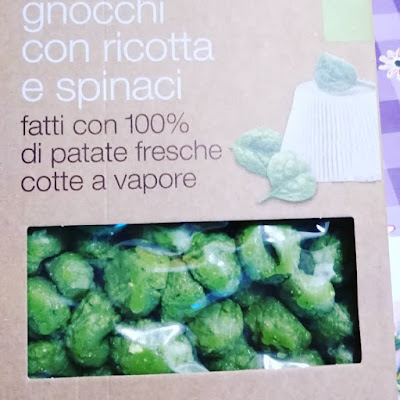 gnocchi
con ricotta
e spinaci
fatti con 100%
di patate fresche
cotte a vapore